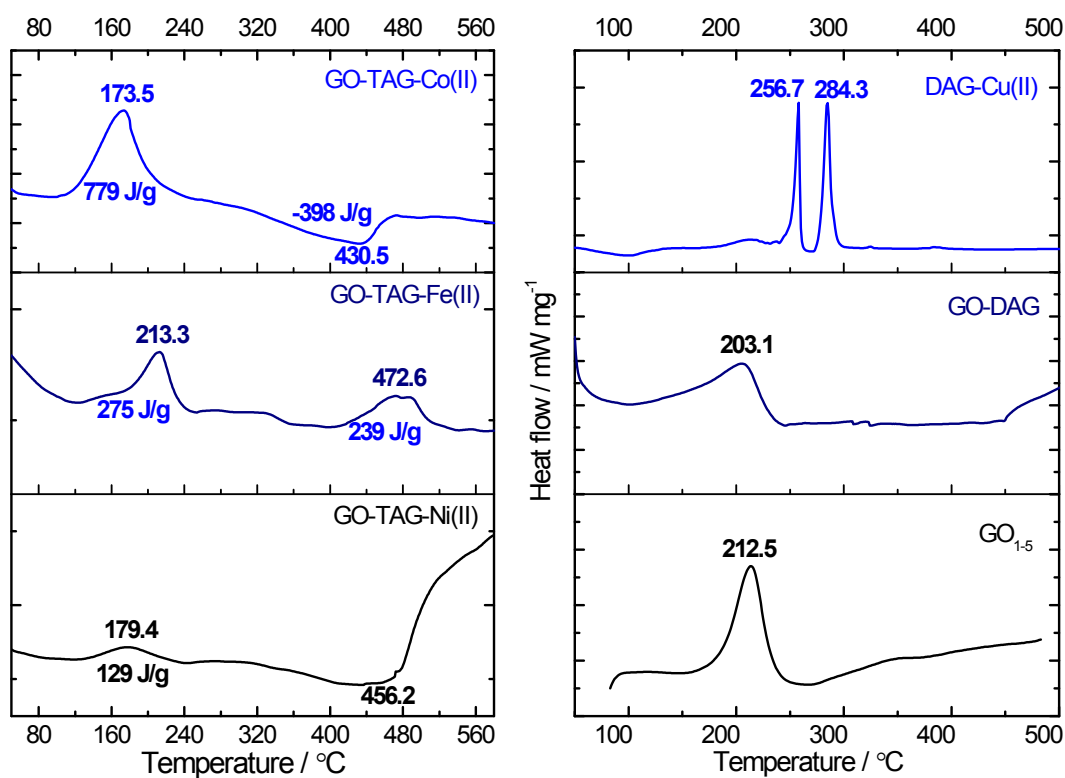 80 160 240 320 400 480 560
GO-TAG-Co(II)
173.5
779 J/g
-398 J/g
430.5
GO-TAG-Fe(II)
213.3
275 J/g
472.6
239 J/g
GO-TAG-Ni(II)
179.4
129 J/g
456.2
80 160 240 320 400 480 560
Temperature / °C
100 200 300 400 500
DAG-Cu(II)
256.7 284.3
Heat flow / mW mg⁻¹
GO-DAG
203.1
GO₁₋₅
212.5
100 200 300 400 500
Temperature / °C